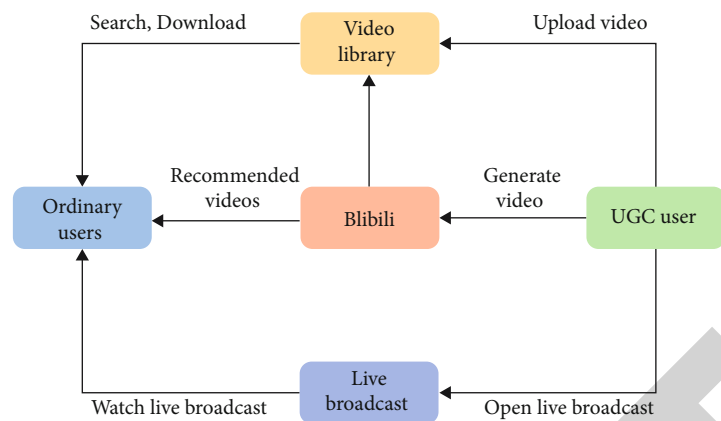 Search, Download
Video
library
Upload video
Ordinary
users
Recommended
videos
Blibili
Generate
video
UGC user
Watch live broadcast
Live
broadcast
Open live broadcast